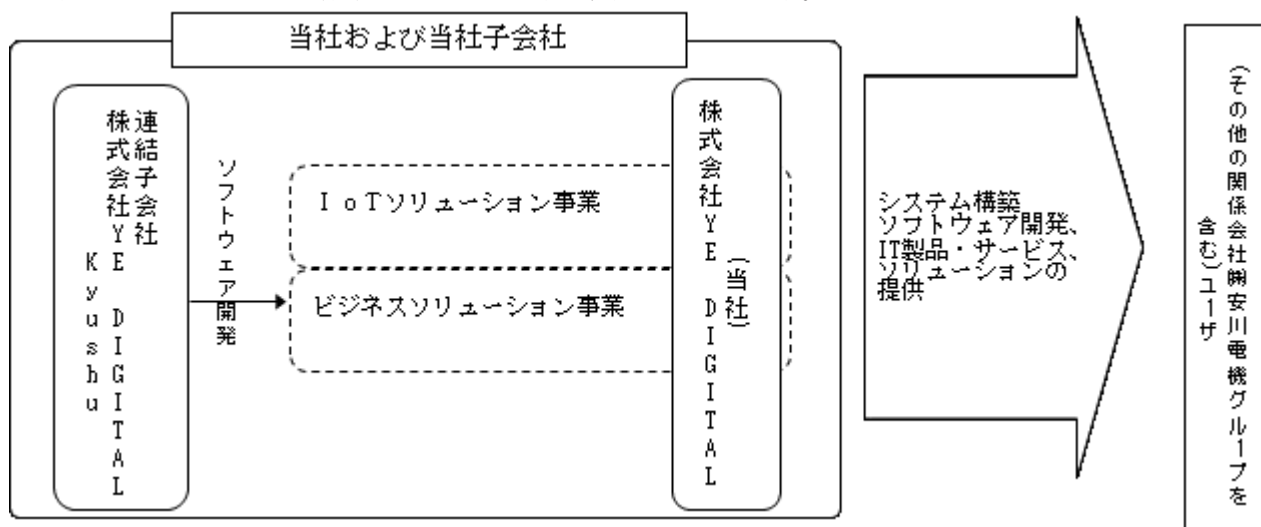 当社および当社子会社
連結子会社
株式会社YE DIGITAL
Kyushu
ソフトウェア開発
IoTソリューション事業
ビジネスソリューション事業
株式会社YE DIGITAL
(当社)
システム構築
ソフトウェア開発、
IT製品・サービス、
ソリューションの
提供
(その他の関係会社㈱安川電機グループを
含む)ユーザ